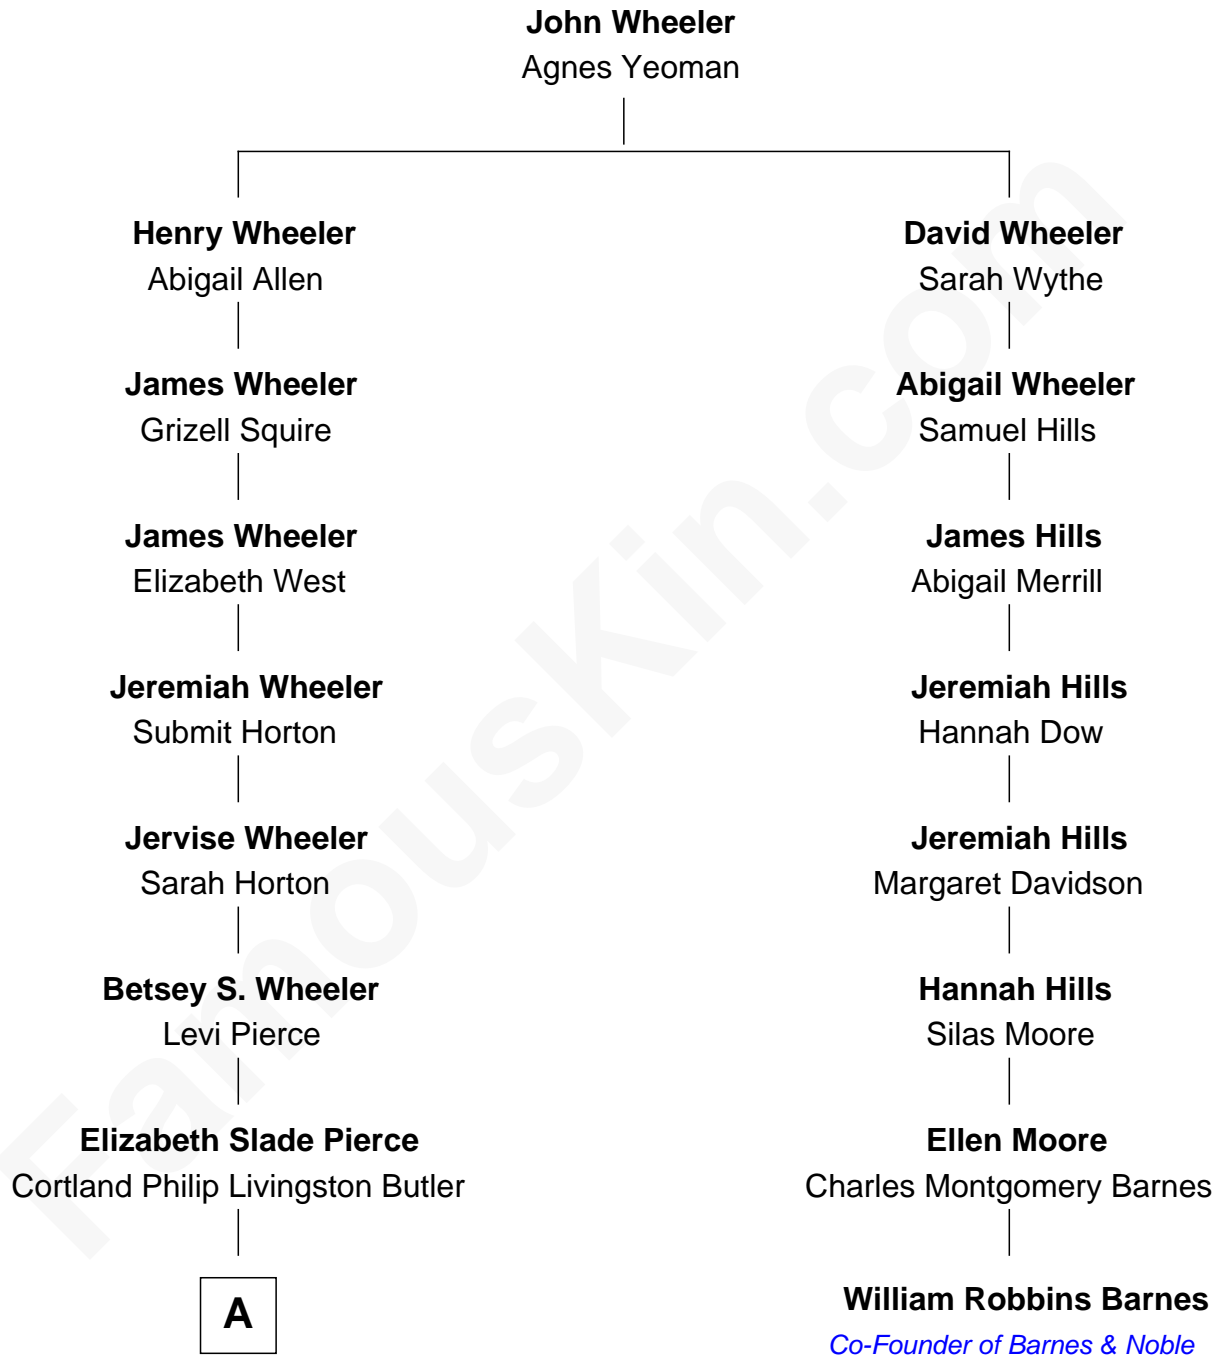 John Wheeler
Agnes Yeoman
Henry Wheeler
Abigail Allen
James Wheeler
Grizell Squire
James Wheeler
Elizabeth West
Jeremiah Wheeler
Submit Horton
Jervise Wheeler
Sarah Horton
Betsey S. Wheeler
Levi Pierce
Elizabeth Slade Pierce
Cortland Philip Livingston Butler
A
David Wheeler
Sarah Wythe
Abigail Wheeler
Samuel Hills
James Hills
Abigail Merrill
Jeremiah Hills
Hannah Dow
Jeremiah Hills
Margaret Davidson
Hannah Hills
Silas Moore
Ellen Moore
Charles Montgomery Barnes
William Robbins Barnes
Co-Founder of Barnes & Noble
FamousKin.com